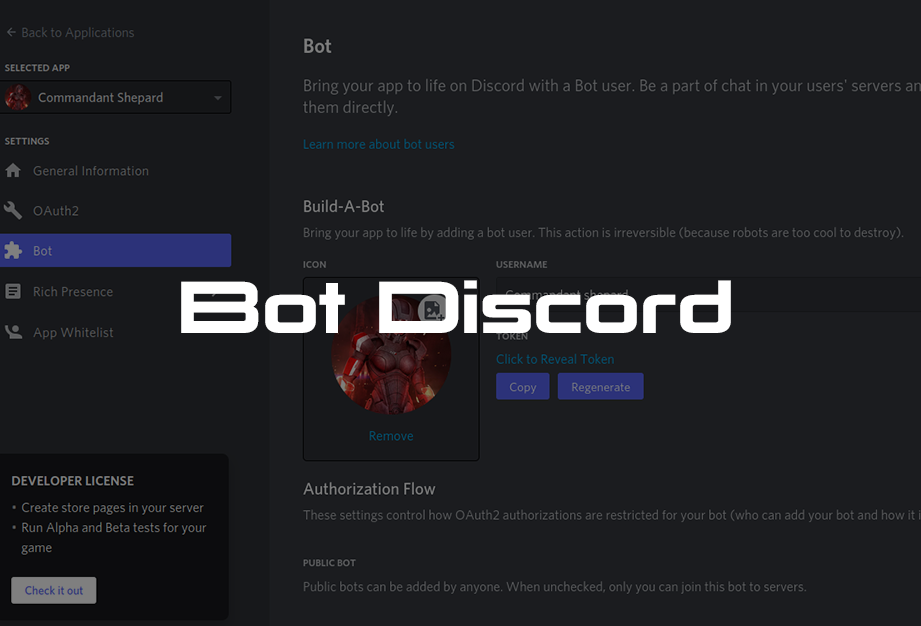 Back to Applications
SELECTED APP
Commandant Shepard
SETTINGS
General Information
OAuth2
Bot
Rich Presence
App Whitelist
DEVELOPER LICENSE
• Create store pages in your server
• Run Alpha and Beta tests for your
game
Check it out
Bot
Bring your app to life on Discord with a Bot user. Be a part of chat in your users' servers
them directly.
Learn more about bot users
Build-A-Bot
Bring your app to life by adding a bot user. This action is irreversible (because robots are too cool to destroy).
ICON
USERNAME
Commandant shepard
Bot Discord
TOKEN
Click to Reveal Token
Copy
Regenerate
Remove
Authorization Flow
These settings control how OAuth2 authorizations are restricted for your bot (who can add your bot and how it
PUBLIC BOT
Public bots can be added by anyone. When unchecked, only you can join this bot to servers.